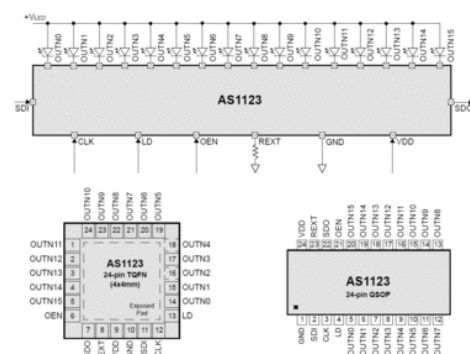 +VLED
OUTN0
OUTN1
OUTN2
OUTN3
OUTN4
OUTN5
OUTN6
OUTN7
OUTN8
OUTN9
OUTN10
OUTN11
OUTN12
OUTN13
OUTN14
OUTN15
SDI
AS1123
SDO
CLK
LD
OEN
REXT
GND
VDD
OUTN10
OUTN9
OUTN8
OUTN7
OUTN6
OUTN5
24 23 22 21 20 19
OUTN11 1
OUTN12 2
OUTN13 3
OUTN14 4
OUTN15 5
OEN 6
AS1123
24-pin TQFN
(4x4mm)
Exposed
Pad
18 OUTN4
17 OUTN3
16 OUTN2
15 OUTN1
14 OUTN0
13 LD
7 8 9 10 11 12
SDO
REXT
VDD
GND
SDI
CLK
VDD
REXT
SDO
OEN
OUTN15
OUTN14
OUTN13
OUTN12
OUTN11
OUTN10
OUTN9
OUTN8
24 23 22 21 20 19 18 17 16 15 14 13
AS1123
24-pin QSOP
1 2 3 4 5 6 7 8 9 10 11 12
GND
SDI
CLK
LD
OUTN0
OUTN1
OUTN2
OUTN3
OUTN4
OUTN5
OUTN6
OUTN7